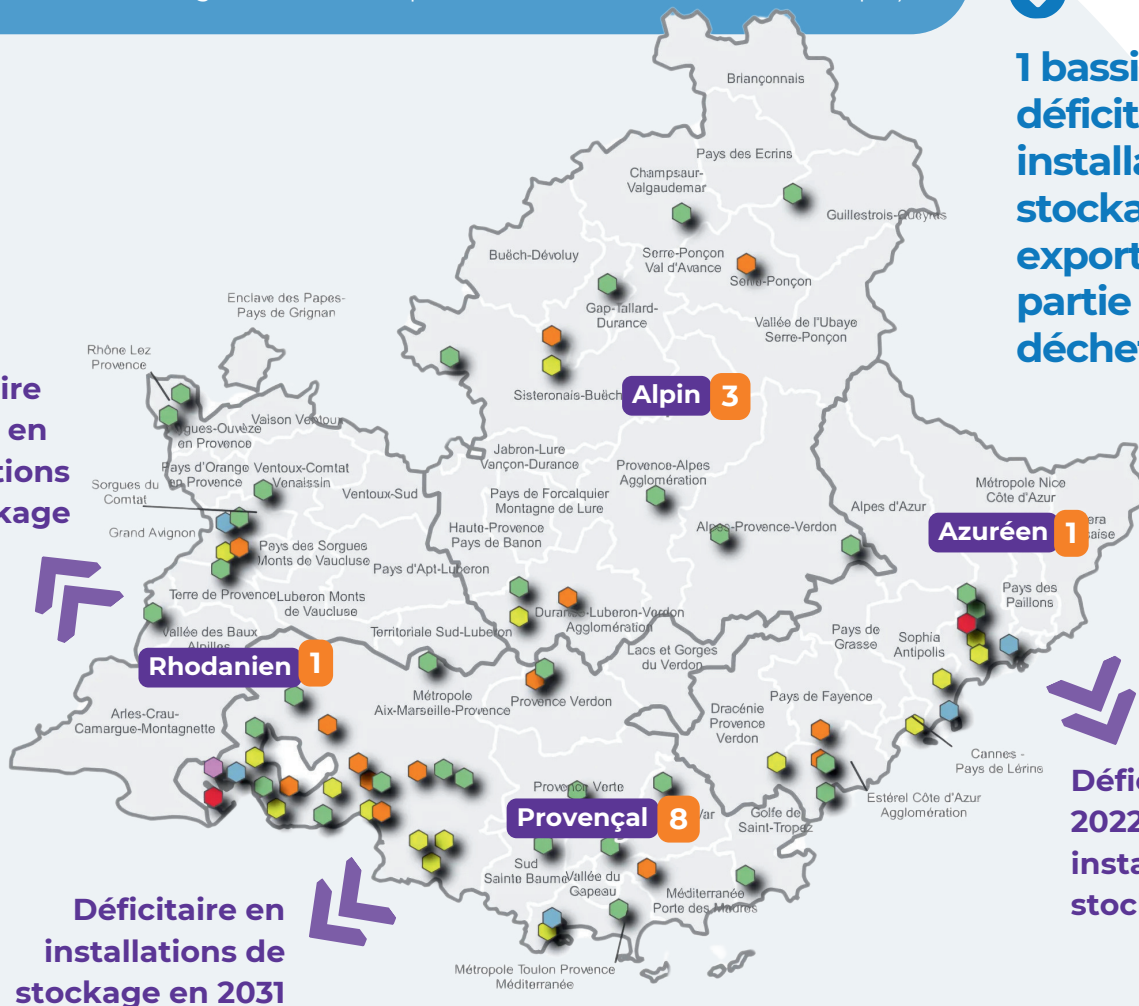 1
déficit
stocka
export
partie
déche
Briançonnais
Pays des Ecrins
Champsaur-
Valgaudemar
Guillestrois-Queyras
Buëch-Dévoluy
Serre-Ponçon
Val d'Avance
Serre-Ponçon
Gap-Tallard-
Durance
Vallée de l'Ubaye
Serre-Ponçon
Enclave des Papes-
Pays de Grignan
Rhône Lez
Provence
Sisteronais-Buëch
Alpin 3
ire
en
tions
kage
Vaison Ventoux
en Provence
Pays d'Orange
en Provence
Ventoux-Comtat
Venaissin
Sorgues du
Comtat
Ventoux-Sud
Grand Avignon
Jabron-Lure
Vançon-Durance
Provence-Alpes
Agglomération
Pays de Forcalquier
Montagne de Lure
Haute-Provence
Pays de Banon
Alpes-Provence-Verdon
Alpes d'Azur
Métropole Nice
Côte d'Azur
Azuréen 1
Pays des Sorgues
Monts de Vaucluse
Pays d'Apt-Luberon
Terre de Provence
Luberon Monts
de Vaucluse
Durance-Luberon-Verdon
Agglomération
Pays des
Paillons
Vallée des Baux
Alpilles
Territoriale Sud-Luberon
Lacs et Gorges
du Verdon
Pays de
Grasse
Sophia
Antipolis
Rhodanien 1
Arles-Crau-
Camargue-Montagnette
Métropole
Aix-Marseille-Provence
Provence Verdon
Dracénie
Provence
Verdon
Pays de Fayence
Cannes -
Pays de Lérins
Estérel Côte d'Azur
Agglomération
Provence Verte
Provençal 8
Var
Golfe de
Saint-Tropez
Sud
Sainte Baume
Vallée du
Gapeau
Méditerranée
Porte des Maures
Métropole Toulon Provence
Méditerranée
Déficitaire en
installations de
stockage en 2031
Défic
2022
insta
stoc